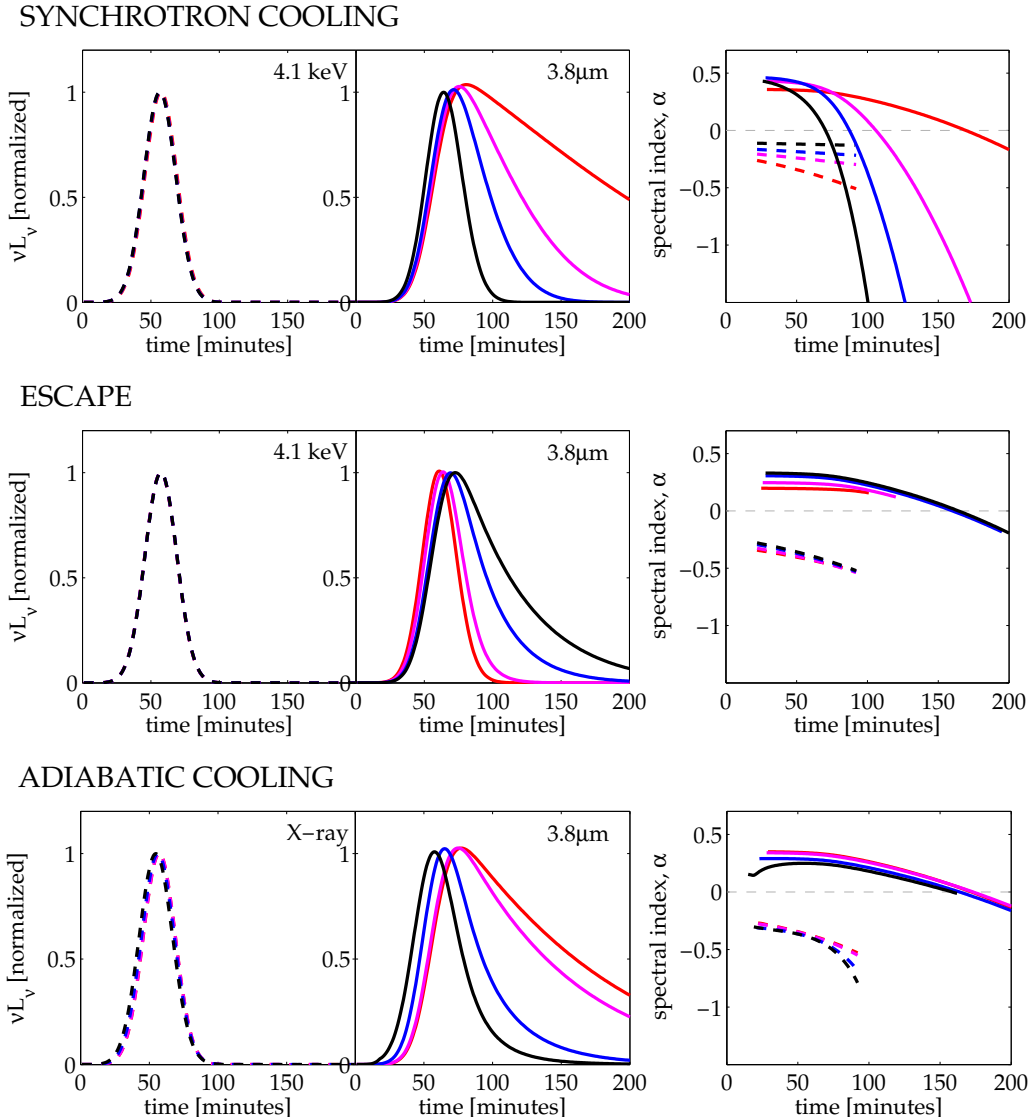 SYNCHROTRON COOLING
νL_ν [normalized]
1
0.5
0
4.1 keV
0 50 100 150
time [minutes]
1
0.5
0
3.8μm
0 50 100 150 200
time [minutes]
spectral index, α
0.5
0
−0.5
−1
0 50 100 150 200
time [minutes]
ESCAPE
νL_ν [normalized]
1
0.5
0
4.1 keV
0 50 100 150
time [minutes]
1
0.5
0
3.8μm
0 50 100 150 200
time [minutes]
spectral index, α
0.5
0
−0.5
−1
0 50 100 150 200
time [minutes]
ADIABATIC COOLING
νL_ν [normalized]
1
0.5
0
X−ray
0 50 100 150
time [minutes]
1
0.5
0
3.8μm
0 50 100 150 200
time [minutes]
spectral index, α
0.5
0
−0.5
−1
0 50 100 150 200
time [minutes]